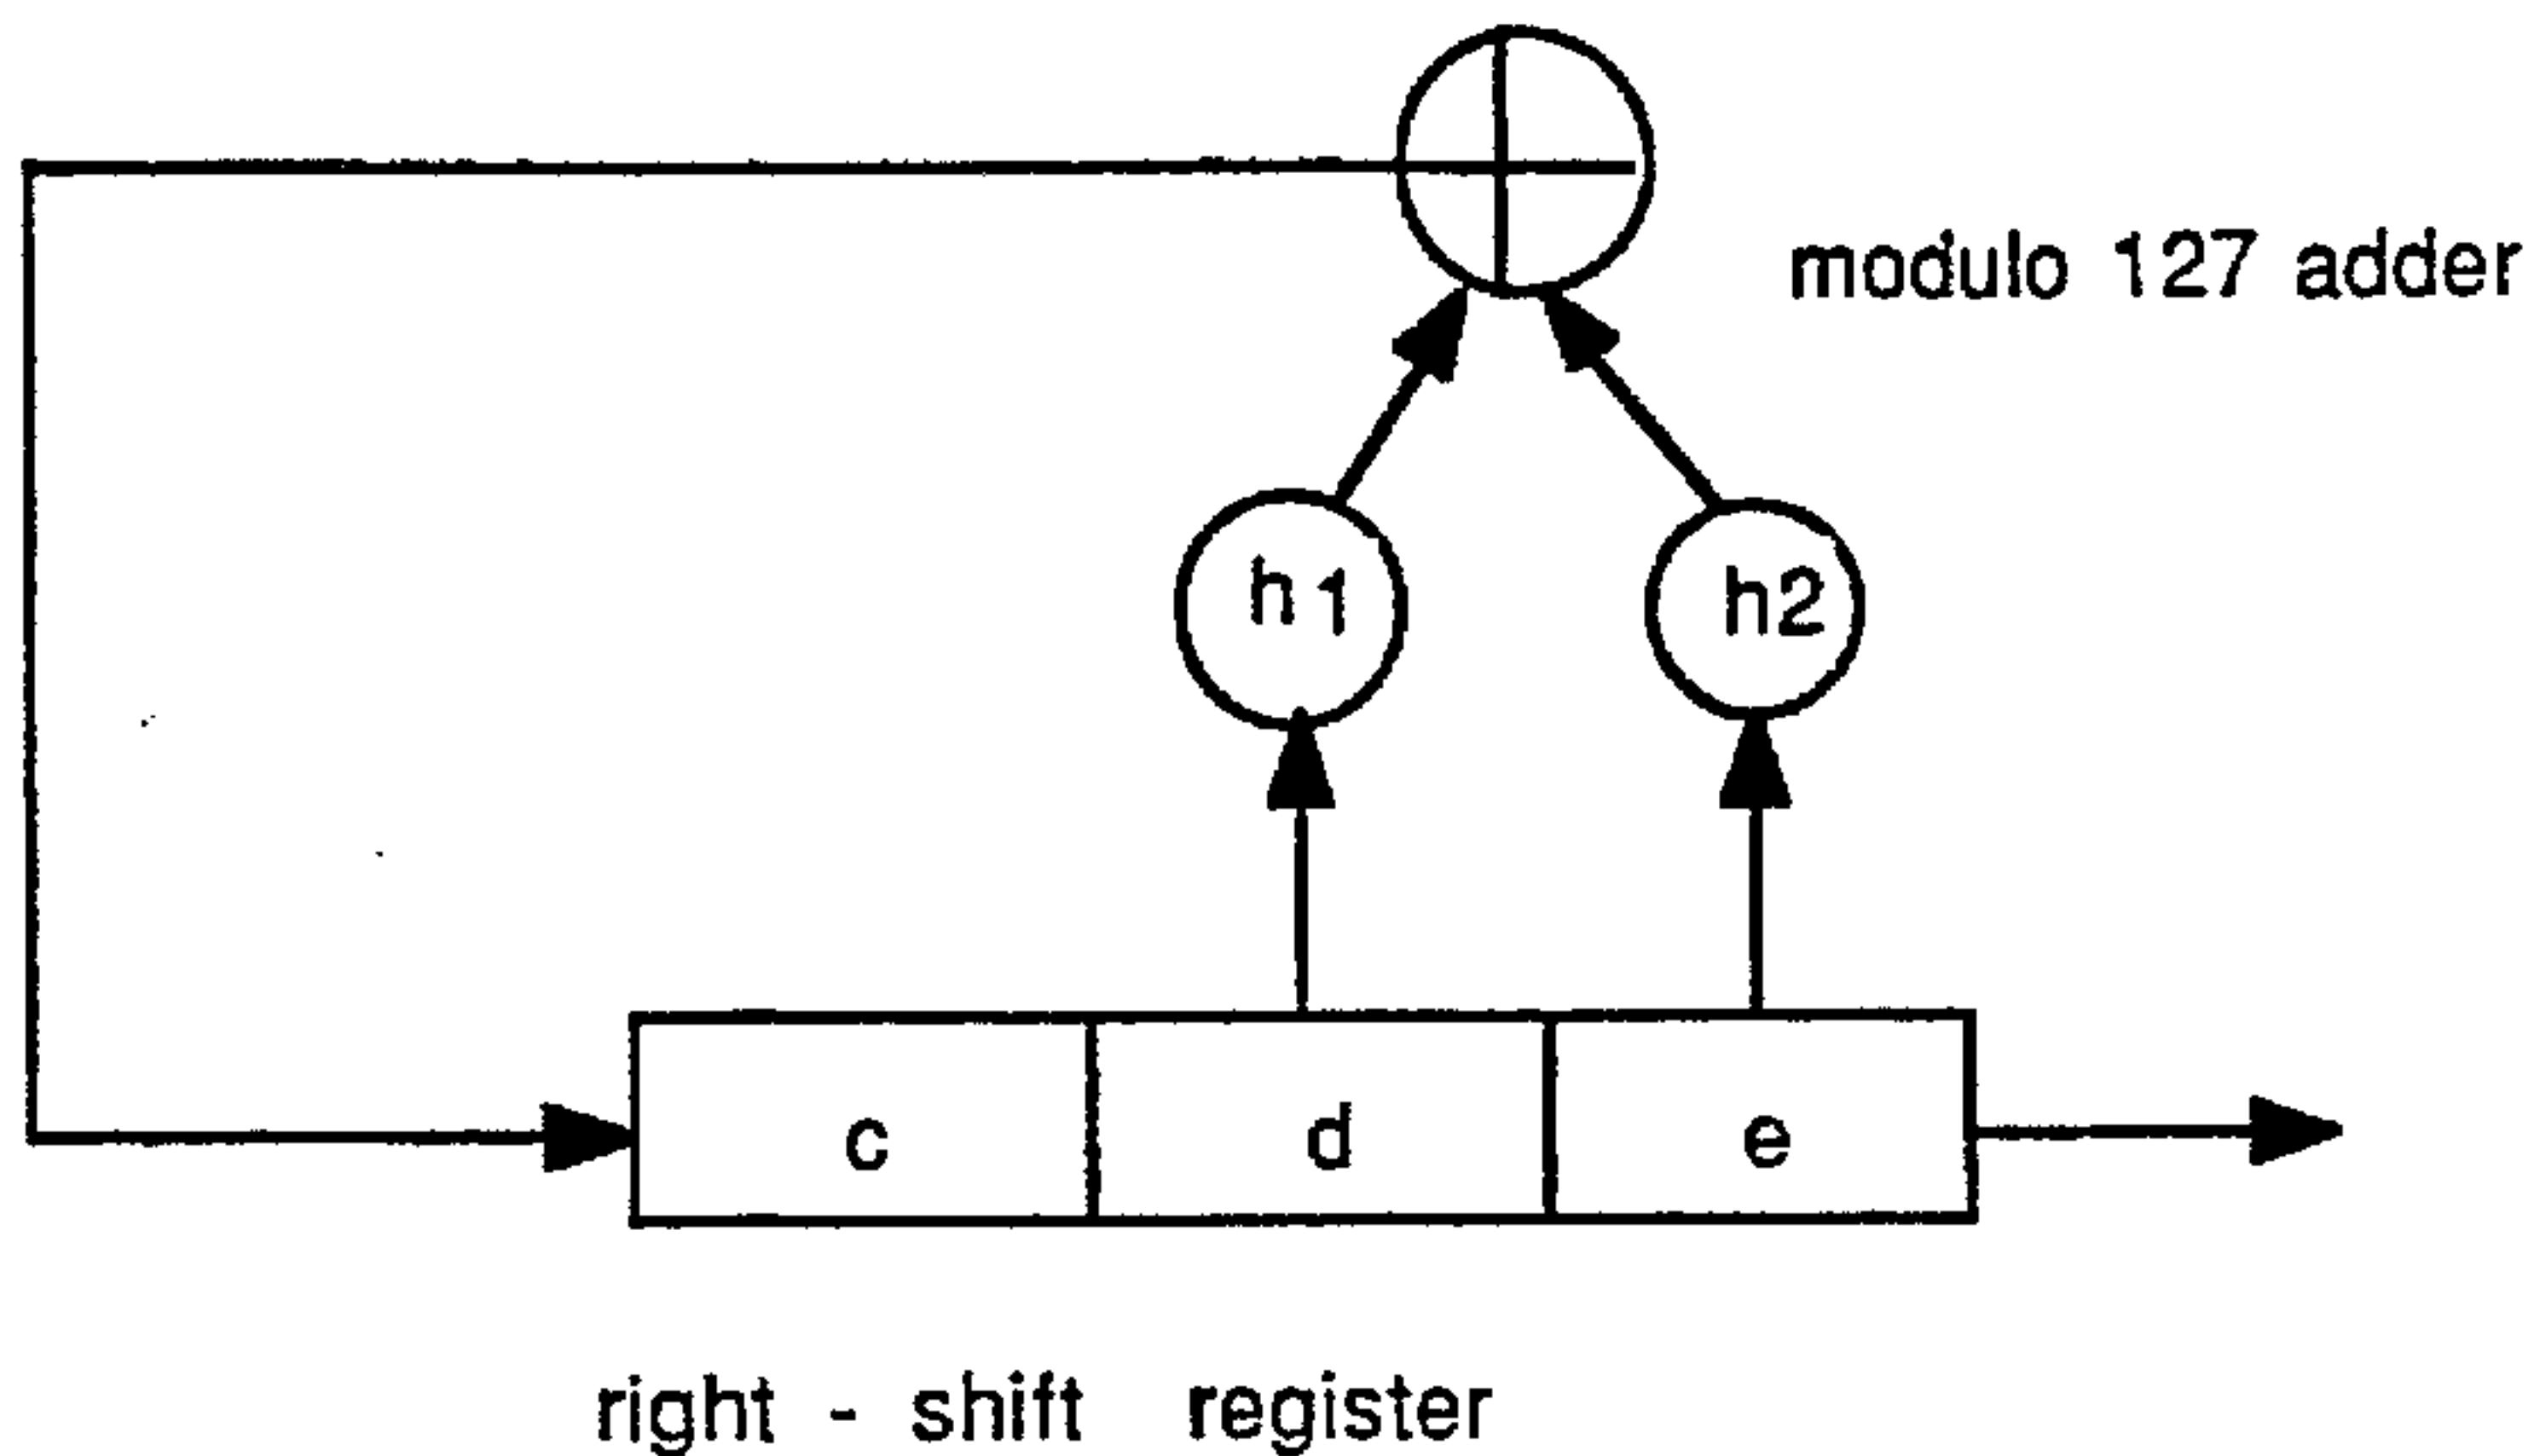 modulo 127 adder
h1 h2
c d e
right - shift register